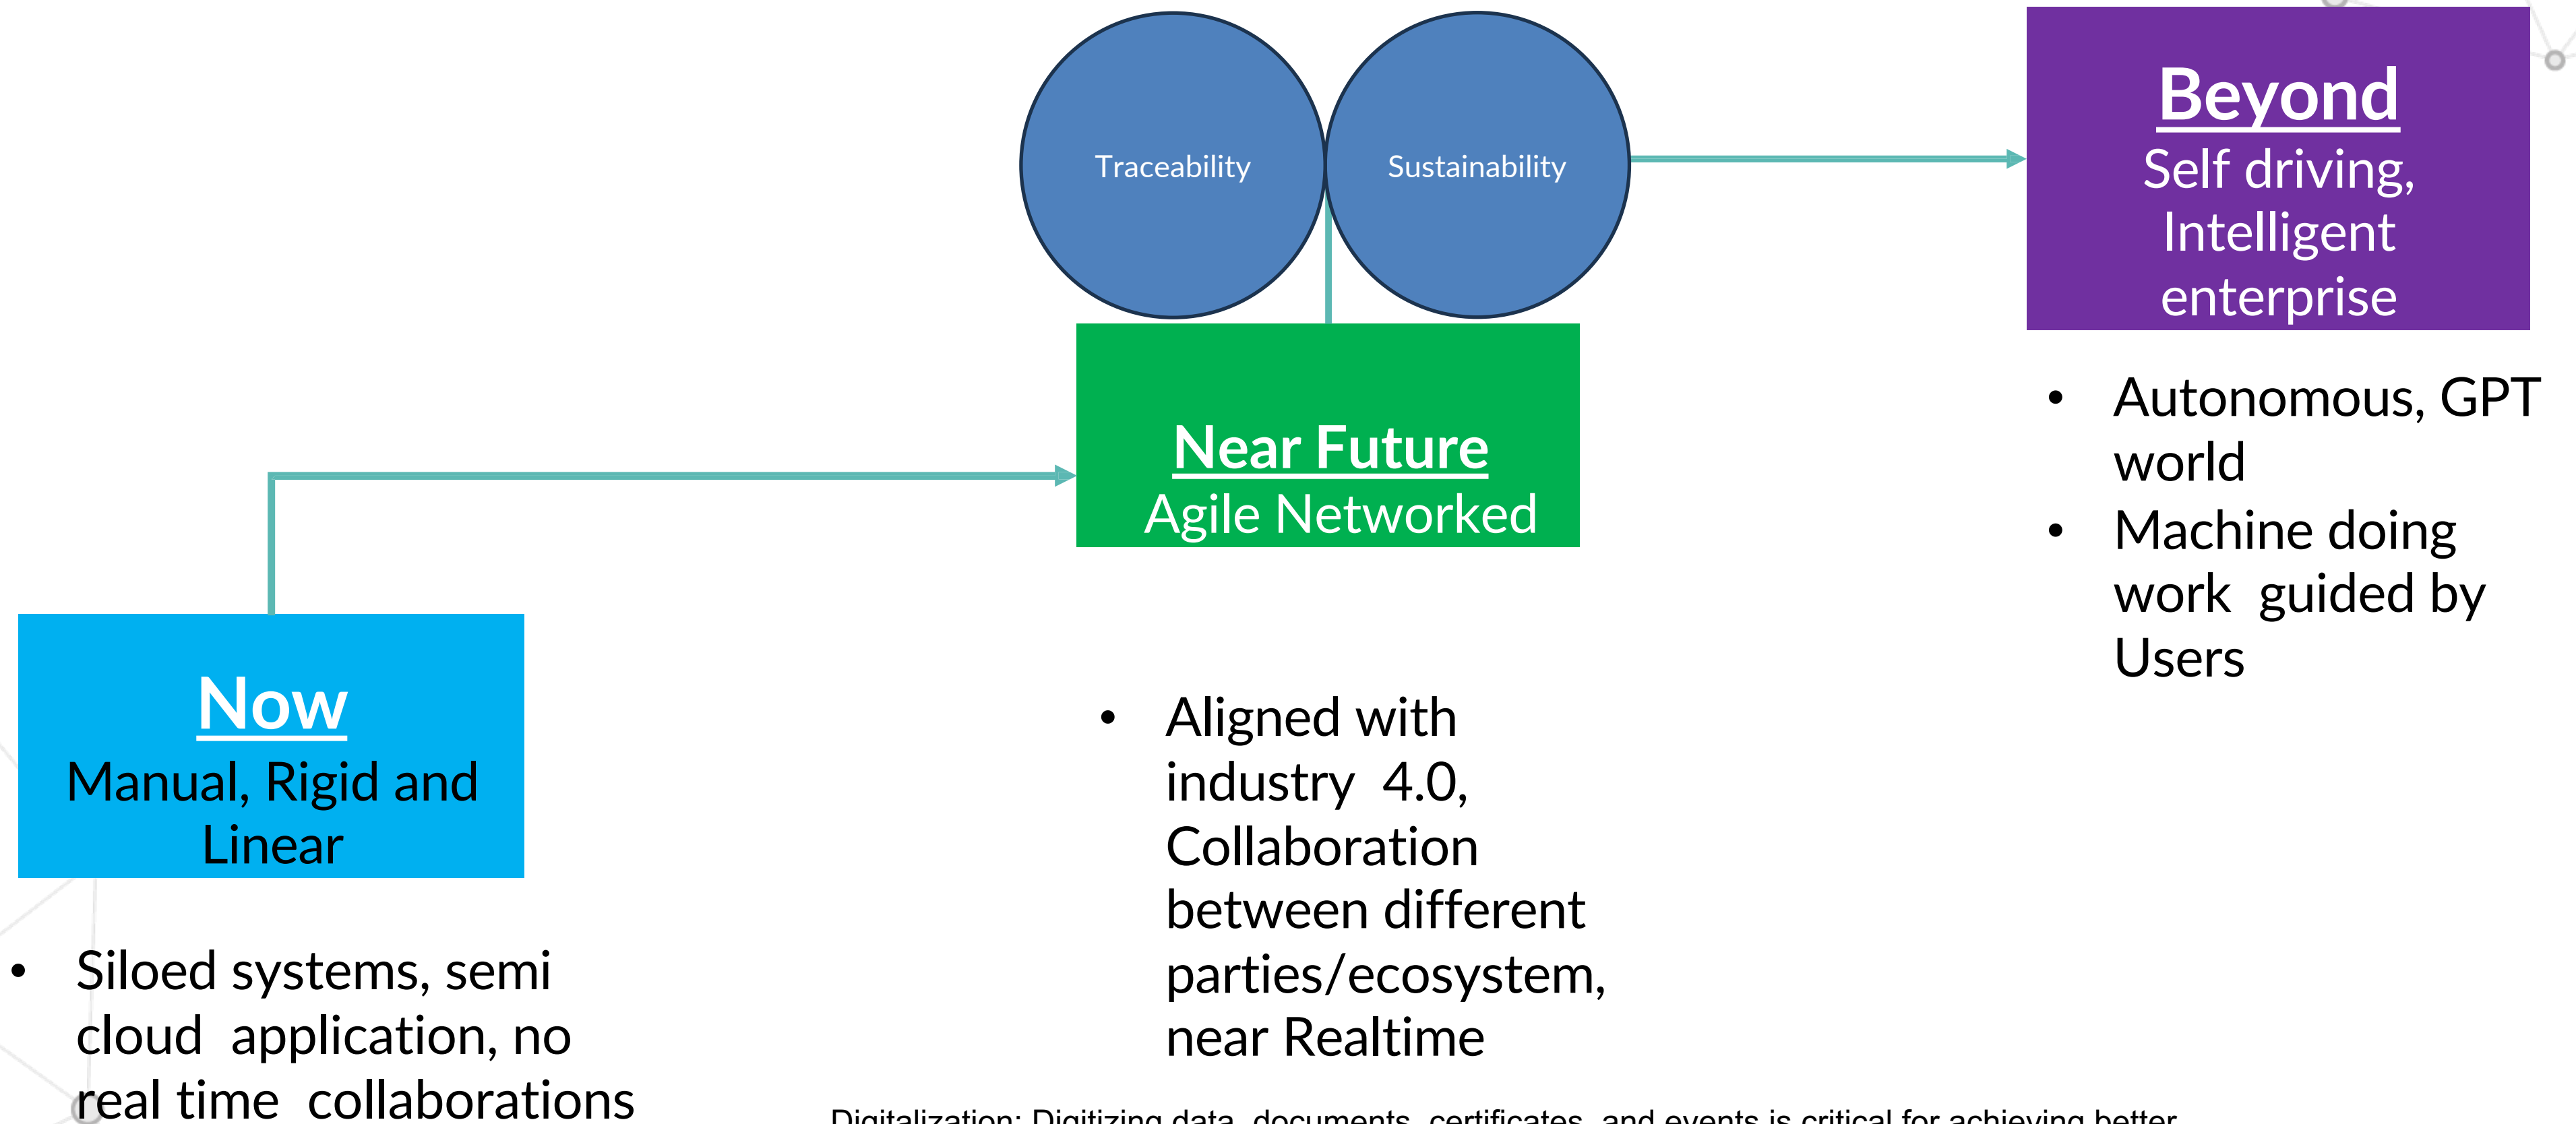 Traceability
Sustainability
Beyond
Self driving,
Intelligent
enterprise
Autonomous, GPT
world
Machine doing
work guided by
Users
Near Future
Agile Networked
Aligned with
industry 4.0,
Collaboration
between different
parties/ecosystem,
near Realtime
Now
Manual, Rigid and
Linear
Siloed systems, semi
cloud application, no
real time collaborations
Digitalization: Digitizing data, documents, certificates, and events is critical for achieving better